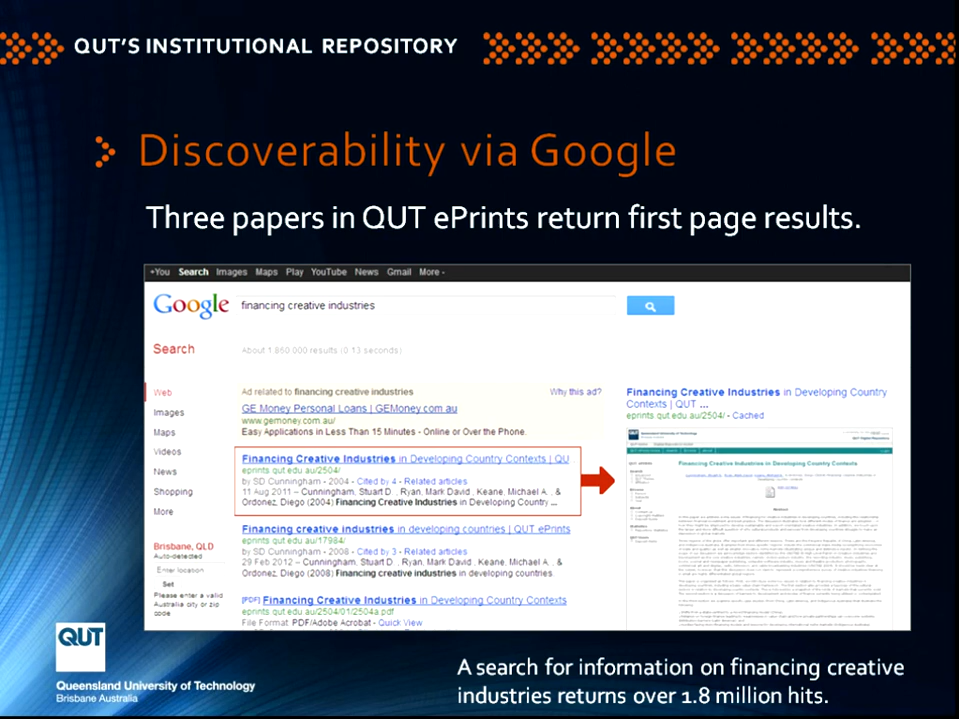 QUT'S INSTITUTIONAL REPOSITORY
Discoverability via Google
Three papers in QUT ePrints return first page results.
+You Search Images Maps Play YouTube News Gmail More
Google financing creative industries
Search About 1 860 000 results (0 13 seconds)
Web
Images
Maps
Videos
News
Shopping
More
Brisbane, QLD
Auto-detected
Enter location
Set
Please enter a valid
Australia city or zip
code
Ad related to financing creative industries Why this ad?
GE Money Personal Loans | GEMoney com au
www.gemoney.com.au/
Easy Applications in Less Than 15 Minutes - Online or Over the Phone.
Financing Creative Industries in Developing Country Contexts | QU
eprints qut edu au/2504/
by SD Cunningham - 2004 - Cited by 4 - Related articles
11 Aug 2011 – Cunningham, Stuart D , Ryan, Mark David , Keane, Michael A. , &
Ordonez, Diego (2004) Financing Creative Industries in Developing Country ...
Financing creative industries in developing countries | QUT ePrints
eprints qut edu au/17984/
by SD Cunningham - 2008 - Cited by 3 - Related articles
29 Feb 2012 – Cunningham, Stuart D , Ryan, Mark David , Keane, Michael A , &
Ordonez, Diego (2008) Financing creative industries in developing countries
[PDF] Financing Creative Industries in Developing Country Contexts
eprints qut edu au/2504/01/2504a pdf
File Format PDF/Adobe Acrobat - Quick View
Financing Creative Industries in Developing Country
Contexts | QUT ...
eprints qut edu au/2504/ - Cached
Financing Creative Industries in Developing Country Contexts
Abstract
QUT
Queensland University of Technology
Brisbane Australia
A search for information on financing creative
industries returns over 1.8 million hits.